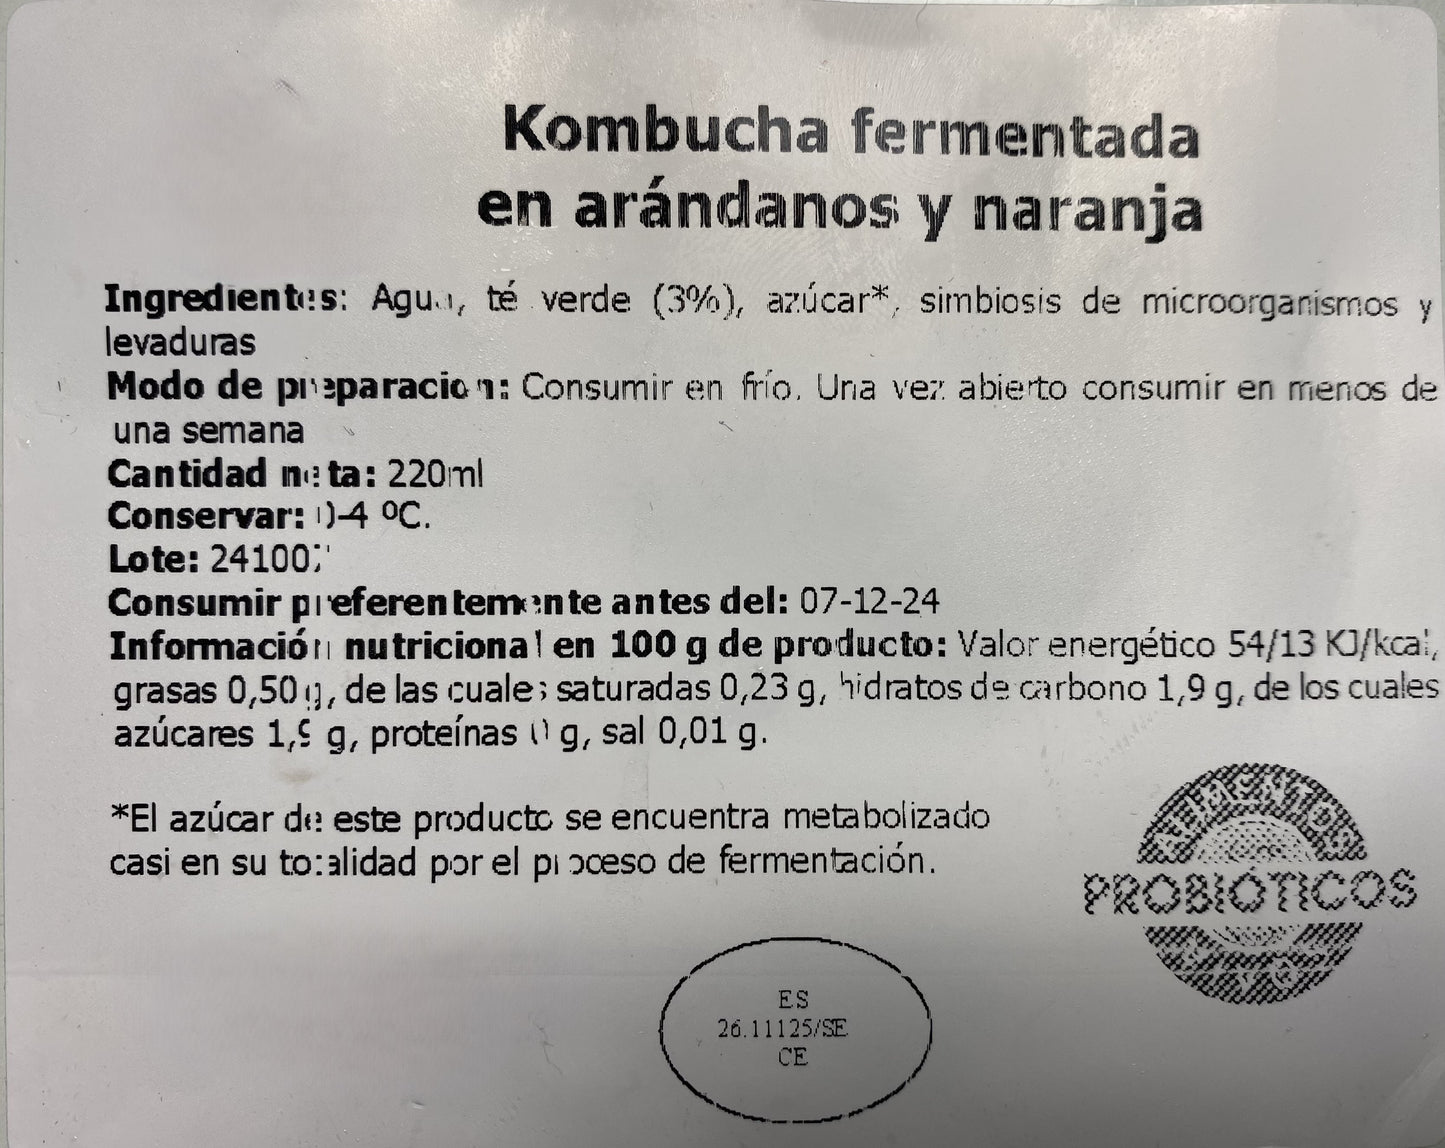 Kombucha fermentada
en arándanos y naranja
Ingredientes: Agua, té verde (3%), azúcar*, simbiosis de microorganismos y
levaduras
Modo de preparacion: Consumir en frío. Una vez abierto consumir en menos de
una semana
Cantidad neta: 220ml
Conservar: 0-4 ºC.
Lote: 241007
Consumir preferentemente antes del: 07-12-24
Información nutricional en 100 g de producto: Valor energético 54/13 KJ/kcal,
grasas 0,50 g, de las cuales saturadas 0,23 g, hidratos de carbono 1,9 g, de los cuales
azúcares 1,9 g, proteínas 0 g, sal 0,01 g.
*El azúcar de este producto se encuentra metabolizado
casi en su totalidad por el proceso de fermentación.
ALIMENTOS
PROBIÓTICOS
ES
26.11125/SE
CE